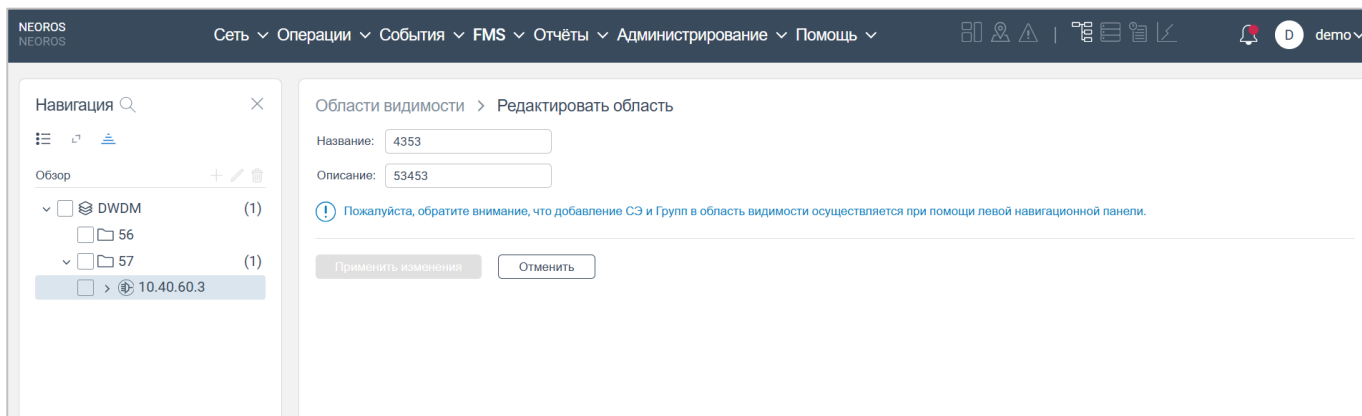 NEOROS
NEOROS
Сеть Операции События FMS Отчёты Администрирование Помощь
D demo
Навигация
Обзор
DWDM (1)
56
57 (1)
10.40.60.3
Области видимости > Редактировать область
Название: 4353
Описание: 53453
Пожалуйста, обратите внимание, что добавление СЭ и Групп в область видимости осуществляется при помощи левой навигационной панели.
Применить изменения Отменить